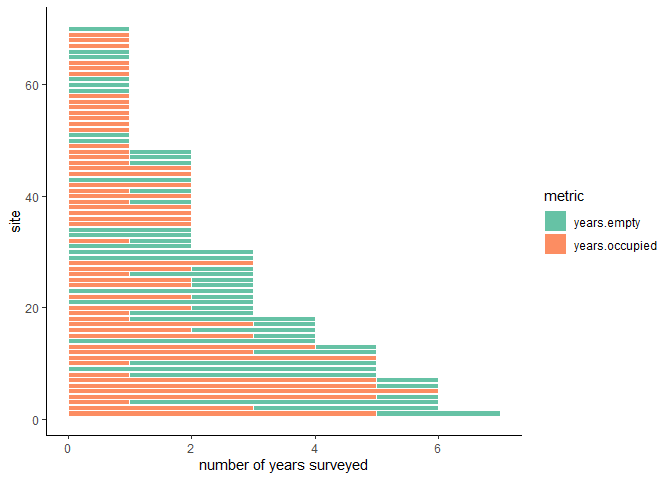 60
40
20
0
site
0 2 4 6
number of years surveyed
metric
years.empty
years.occupied